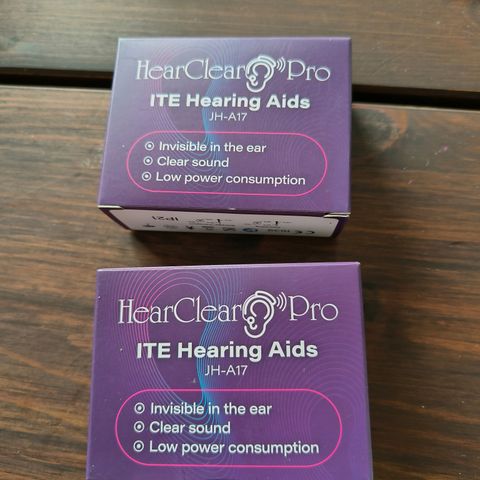 HearClear Pro
ITE Hearing Aids
JH-A17
Invisible in the ear
Clear sound
Low power consumption
IP21
HearClear Pro
ITE Hearing Aids
JH-A17
Invisible in the ear
Clear sound
Low power consumption